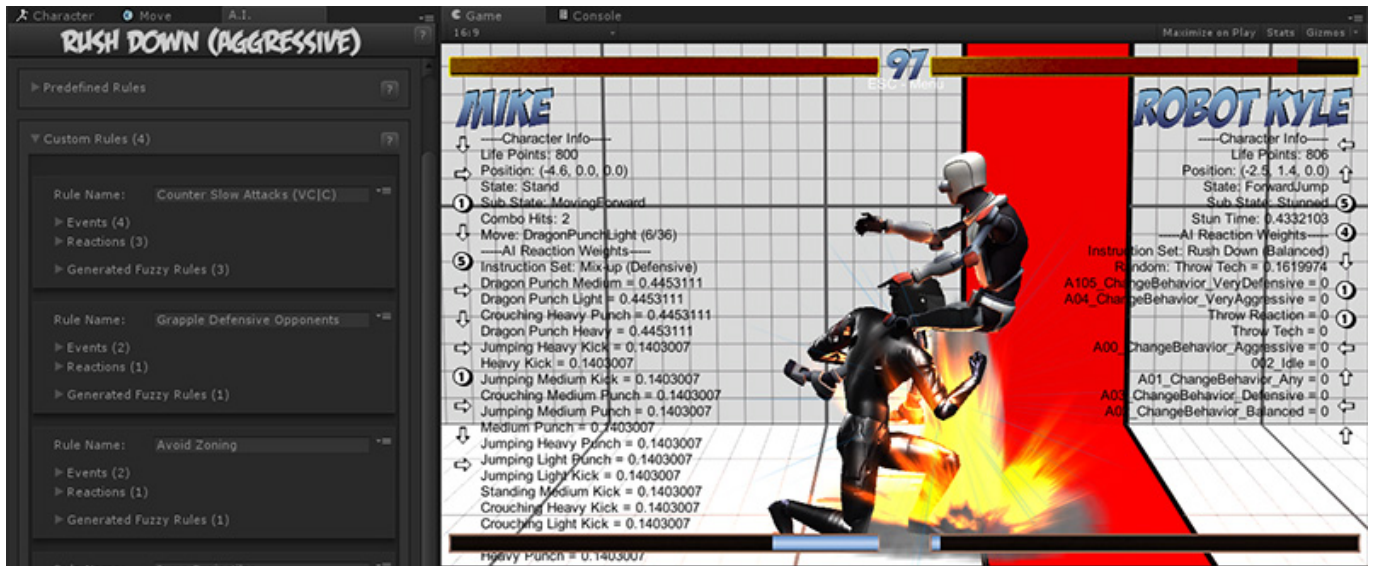 Character
Move
A.I.
RUSH DOWN (AGGRESSIVE)
?
Predefined Rules
?
Custom Rules (4)
?
Rule Name: Counter Slow Attacks (VC|C)
Events (4)
Reactions (3)
Generated Fuzzy Rules (3)
Rule Name: Grapple Defensive Opponents
Events (2)
Reactions (1)
Generated Fuzzy Rules (1)
Rule Name: Avoid Zoning
Events (2)
Reactions (1)
Generated Fuzzy Rules (1)
Game
Console
16:9
Maximize on Play Stats Gizmos
97
ESC - Menu
MIKE
-----Character Info-----
Life Points: 800
Position: (-4.6, 0.0, 0.0)
State: Stand
1
Sub State: MovingForward
Combo Hits: 2
Move: DragonPunchLight (6/36)
-----AI Reaction Weights-----
5
Instruction Set: Mix-up (Defensive)
Dragon Punch Medium = 0.4453111
Dragon Punch Light = 0.4453111
Crouching Heavy Punch = 0.4453111
Dragon Punch Heavy = 0.4453111
Jumping Heavy Kick = 0.1403007
Heavy Kick = 0.1403007
1
Jumping Medium Kick = 0.1403007
Crouching Medium Punch = 0.1403007
Jumping Medium Punch = 0.1403007
Medium Punch = 0.1403007
Jumping Heavy Punch = 0.1403007
Jumping Light Punch = 0.1403007
Jumping Light Kick = 0.1403007
Standing Medium Kick = 0.1403007
Crouching Heavy Kick = 0.1403007
Crouching Light Kick = 0.1403007
Heavy Punch = 0.1403007
ROBOT KYLE
-----Character Info-----
Life Points: 806
Position: (-2.5, 1.4, 0.0)
State: ForwardJump
Sub State: Stunned
5
Stun Time: 0.4332103
-----AI Reaction Weights-----
4
Instruction Set: Rush Down (Balanced)
Random: Throw Tech = 0.1619974
A105_ChangeBehavior_VeryDefensive = 0
1
A04_ChangeBehavior_VeryAggressive = 0
Throw Reaction = 0
1
Throw Tech = 0
A00_ChangeBehavior_Aggressive = 0
002_Idle = 0
A01_ChangeBehavior_Any = 0
A03_ChangeBehavior_Defensive = 0
A02_ChangeBehavior_Balanced = 0